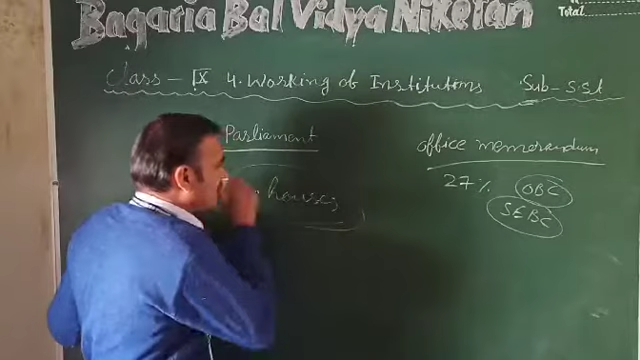 Bagaria Bal Vidya Niketan
Total
Class - IX 4. Working of Institutions Sub - S.St
Parliament
houses
office memorandum
27% OBC
SEBC